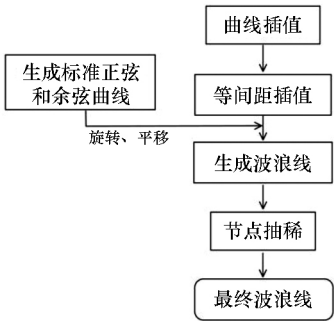 曲线插值
生成标准正弦
和余弦曲线
等间距插值
旋转、平移
生成波浪线
节点抽稀
最终波浪线